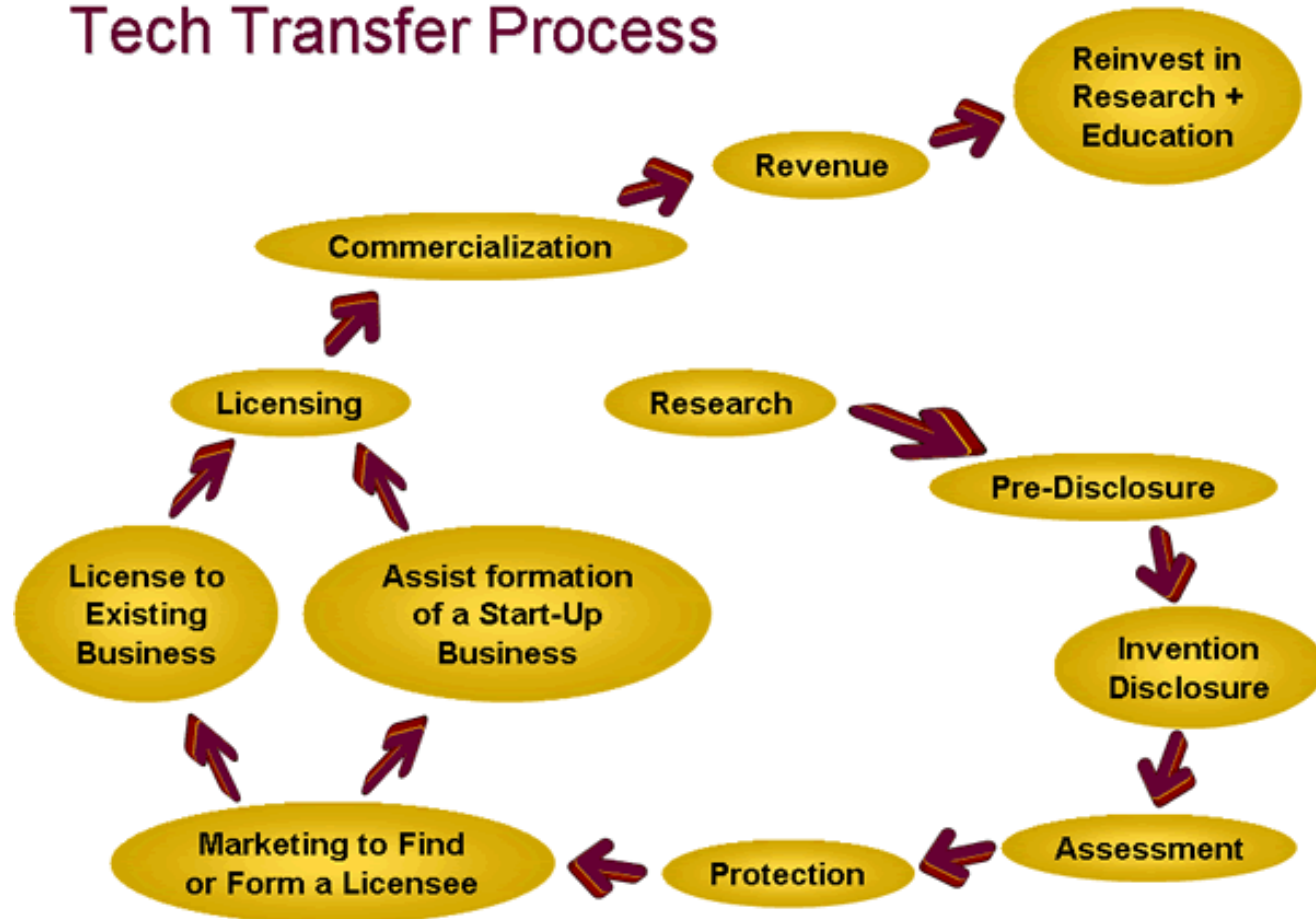 Tech Transfer Process
Reinvest in
Research +
Education
Revenue
Commercialization
Licensing
Research
Pre-Disclosure
License to
Existing
Business
Assist formation
of a Start-Up
Business
Invention
Disclosure
Marketing to Find
or Form a Licensee
Protection
Assessment